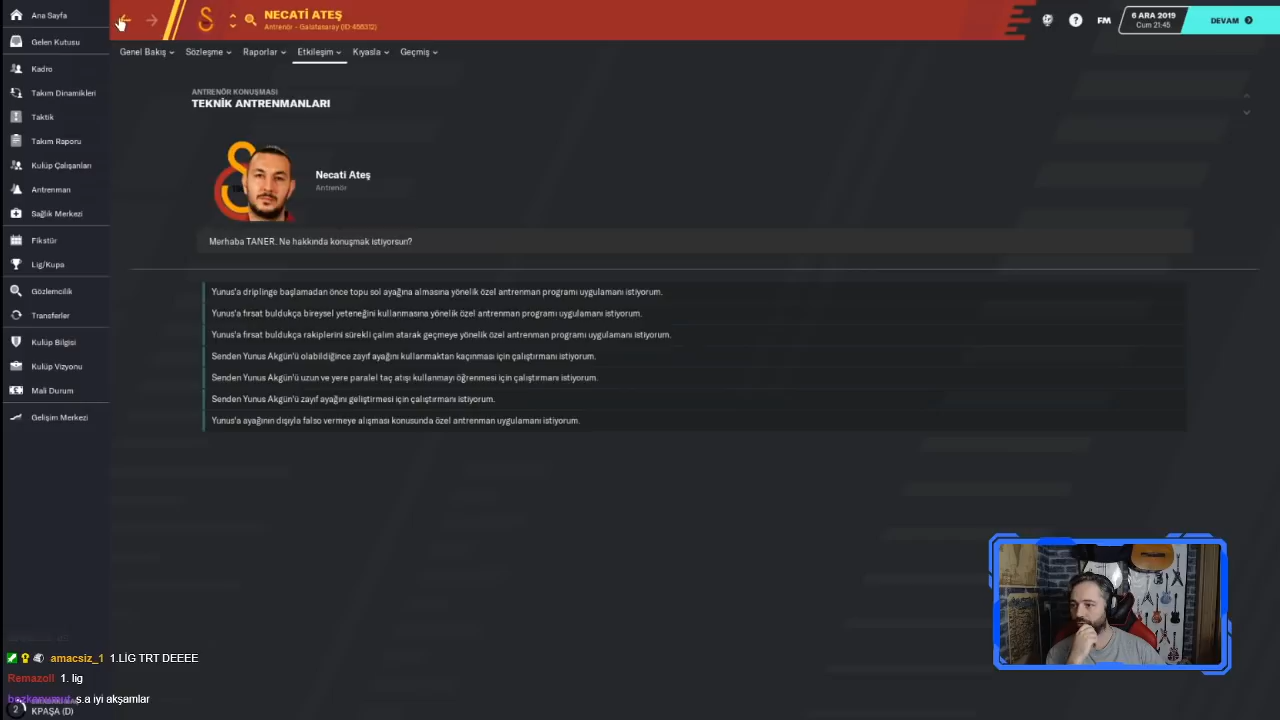 Ana Sayfa
Gelen Kutusu
Kadro
Takım Dinamikleri
Taktik
Takım Raporu
Kulüp Çalışanları
Antrenman
Sağlık Merkezi
Fikstür
Lig/Kupa
Gözlemcilik
Transferler
Kulüp Bilgisi
Kulüp Vizyonu
Mali Durum
Gelişim Merkezi
NECATİ ATEŞ
Antrenör - Galatasaray (ID 456312)
FM
6 ARA 2019
Cum 21:45
DEVAM
Genel Bakış
Sözleşme
Raporlar
Etkileşim
Kıyasla
Geçmiş
ANTRENÖR KONUŞMASI
TEKNİK ANTRENMANLARI
Necati Ateş
Antrenör
Merhaba TANER. Ne hakkında konuşmak istiyorsun?
Yunus'a driplinge başlamadan önce topu sol ayağına almasına yönelik özel antrenman programı uygulamanı istiyorum.
Yunus'a fırsat buldukça bireysel yeteneğini kullanmasına yönelik özel antrenman programı uygulamanı istiyorum.
Yunus'a fırsat buldukça rakiplerini sürekli çalım atarak geçmeye yönelik özel antrenman programı uygulamanı istiyorum.
Senden Yunus Akgün'ü olabildiğince zayıf ayağını kullanmaktan kaçınması için çalıştırmanı istiyorum.
Senden Yunus Akgün'ü uzun ve yere paralel taç atışı kullanmayı öğrenmesi için çalıştırmanı istiyorum.
Senden Yunus Akgün'ü zayıf ayağını geliştirmesi için çalıştırmanı istiyorum.
Yunus'a ayağının dışıyla falso vermeye alışması konusunda özel antrenman uygulamanı istiyorum.
amacsiz_1 1.LİG TRT DEEEE
Remazoll 1. lig
s.a iyi akşamlar
2 KPAŞA (D)